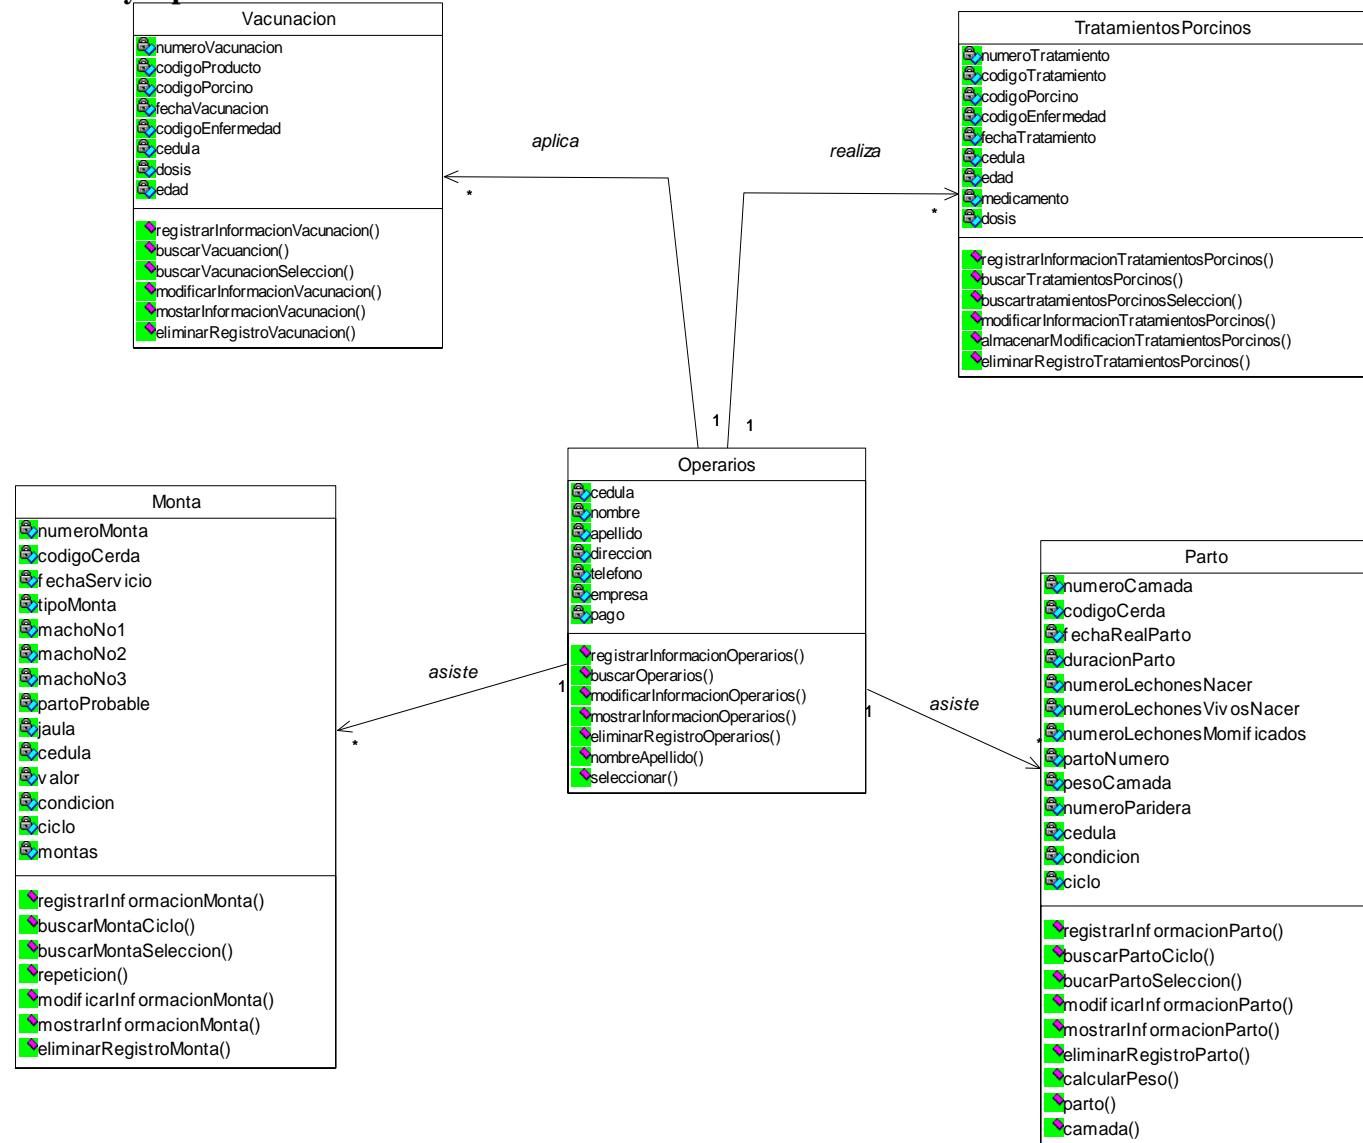 Vacunacion
numeroVacunacion
codigoProducto
codigoPorcino
fechaVacunacion
codigoEnfermedad
cedula
dosis
edad
registrarInformacionVacunacion()
buscarVacuancion()
buscarVacunacionSeleccion()
modificarInformacionVacunacion()
mostarInformacionVacunacion()
eliminarRegistroVacunacion()
TratamientosPorcinos
numeroTratamiento
codigoTratamiento
codigoPorcino
codigoEnfermedad
fechaTratamiento
cedula
edad
medicamento
dosis
registrarInformacionTratamientosPorcinos()
buscarTratamientosPorcinos()
buscartratamientosPorcinosSeleccion()
modificarInformacionTratamientosPorcinos()
almacenarModificacionTratamientosPorcinos()
eliminarRegistroTratamientosPorcinos()
aplica
*
realiza
*
1
1
Operarios
cedula
nombre
apellido
direccion
telefono
empresa
pago
registrarInformacionOperarios()
buscarOperarios()
modificarInformacionOperarios()
mostrarInformacionOperarios()
eliminarRegistroOperarios()
nombreApellido()
seleccionar()
Monta
numeroMonta
codigoCerda
fechaServicio
tipoMonta
machoNo1
machoNo2
machoNo3
partoProbable
jaula
cedula
valor
condicion
ciclo
montas
registrarInformacionMonta()
buscarMontaCiclo()
buscarMontaSeleccion()
repeticion()
modificarInformacionMonta()
mostrarInformacionMonta()
eliminarRegistroMonta()
asiste
1
*
asiste
1
*
Parto
numeroCamada
codigoCerda
fechaRealParto
duracionParto
numeroLechonesNacer
numeroLechonesVivosNacer
numeroLechonesMomificados
partoNumero
pesoCamada
numeroParidera
cedula
condicion
ciclo
registrarInformacionParto()
buscarPartoCiclo()
bucarPartoSeleccion()
modificarInformacionParto()
mostrarInformacionParto()
eliminarRegistroParto()
calcularPeso()
parto()
camada()